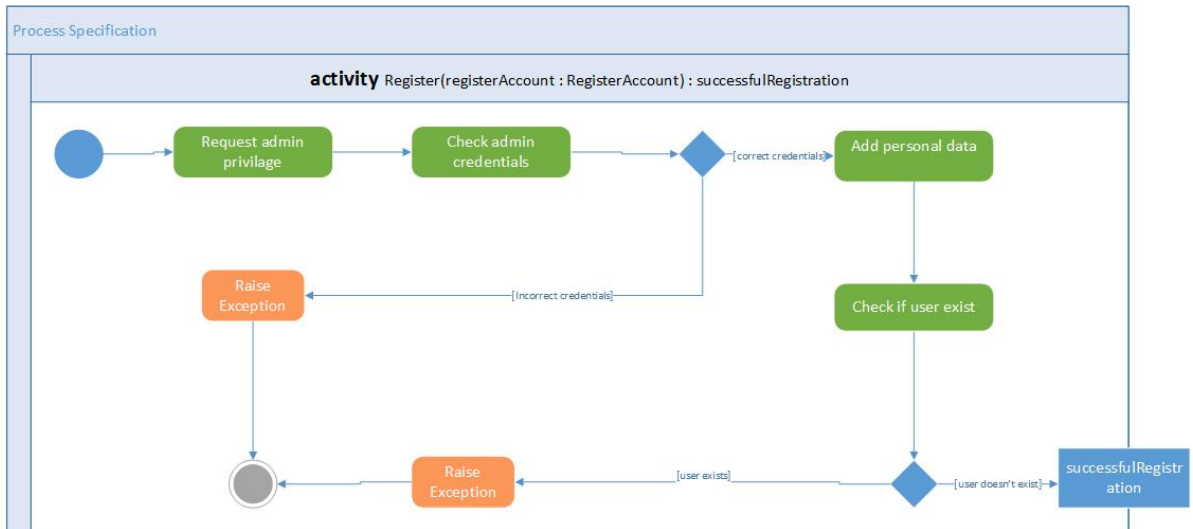 Process Specification
activity Register(registerAccount : RegisterAccount) : successfulRegistration
Request admin
privilage
Check admin
credentials
[correct credentials]
Add personal data
Raise
Exception
[Incorrect credentials]
Check if user exist
Raise
Exception
[user exists]
[user doesn't exist]
successfulRegistr
ation